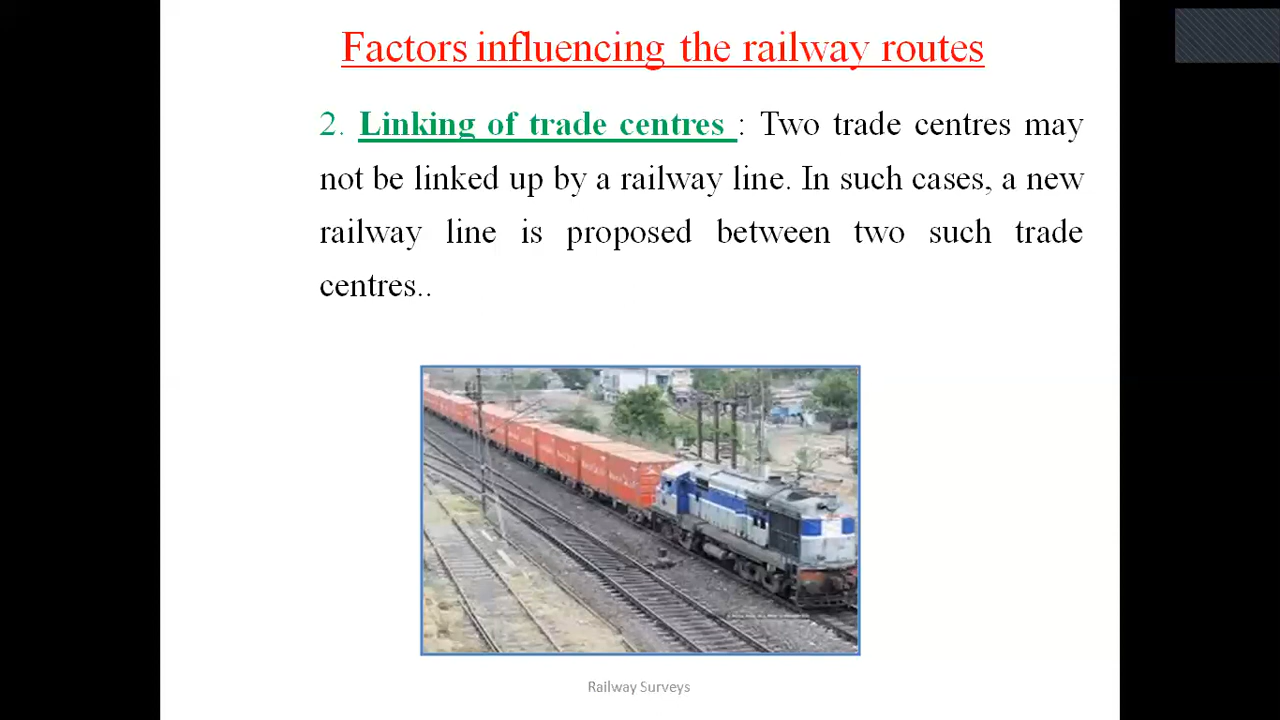 Factors influencing the railway routes
2. Linking of trade centres : Two trade centres may
not be linked up by a railway line. In such cases, a new
railway line is proposed between two such trade
centres..
Railway Surveys